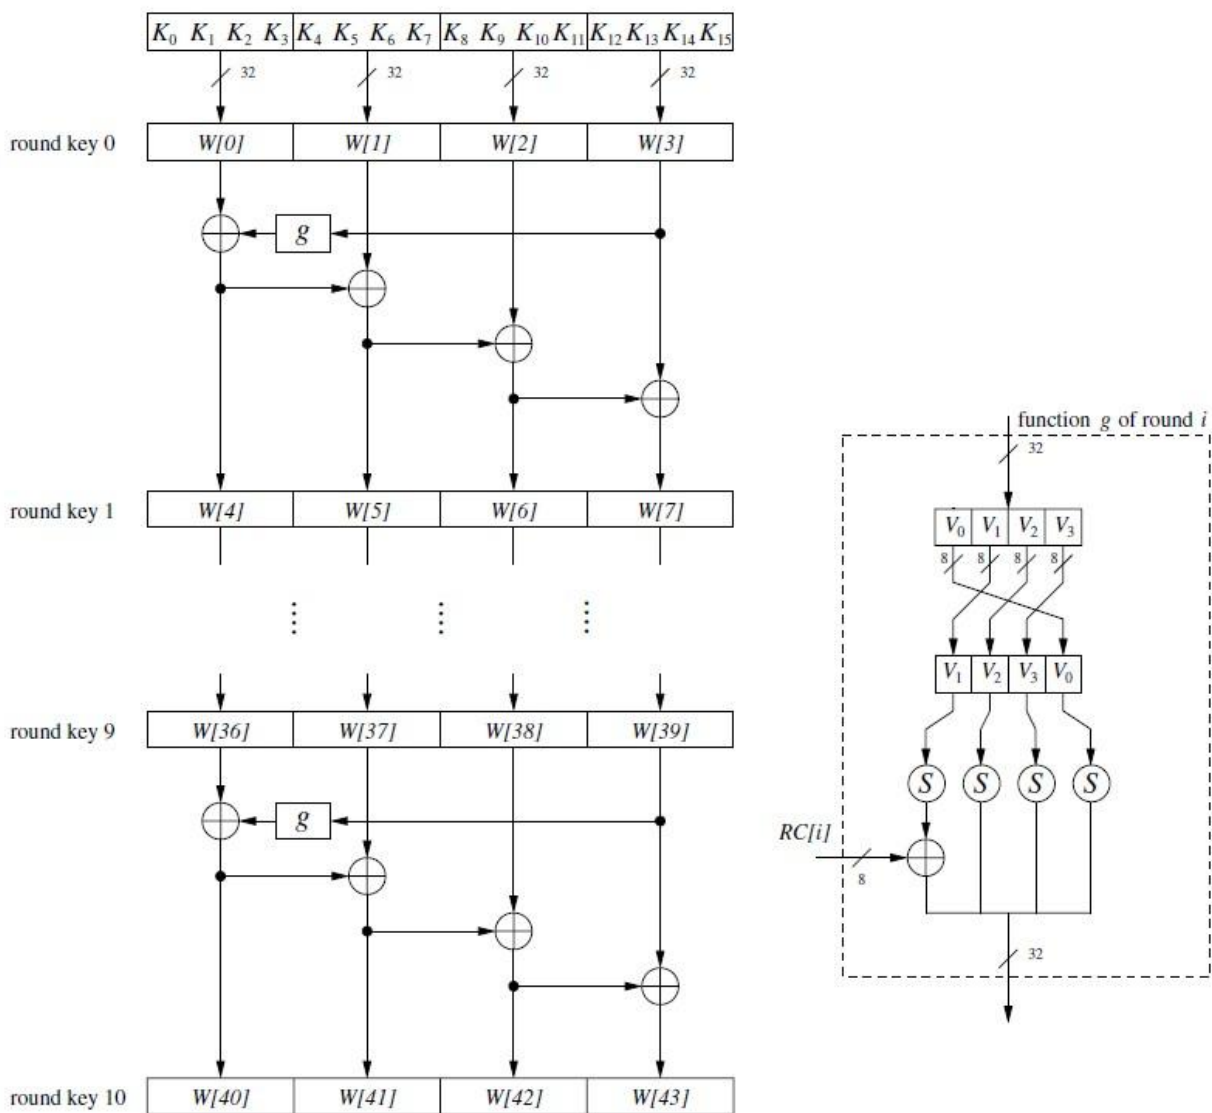 K₀ K₁ K₂ K₃ K₄ K₅ K₆ K₇ K₈ K₉ K₁₀ K₁₁ K₁₂ K₁₃ K₁₄ K₁₅
32 32 32 32
round key 0 W[0] W[1] W[2] W[3]
g
function g of round i
32
round key 1 W[4] W[5] W[6] W[7]
V₀ V₁ V₂ V₃
8 8 8 8
V₁ V₂ V₃ V₀
round key 9 W[36] W[37] W[38] W[39]
S S S S
g
RC[i]
8
32
round key 10 W[40] W[41] W[42] W[43]